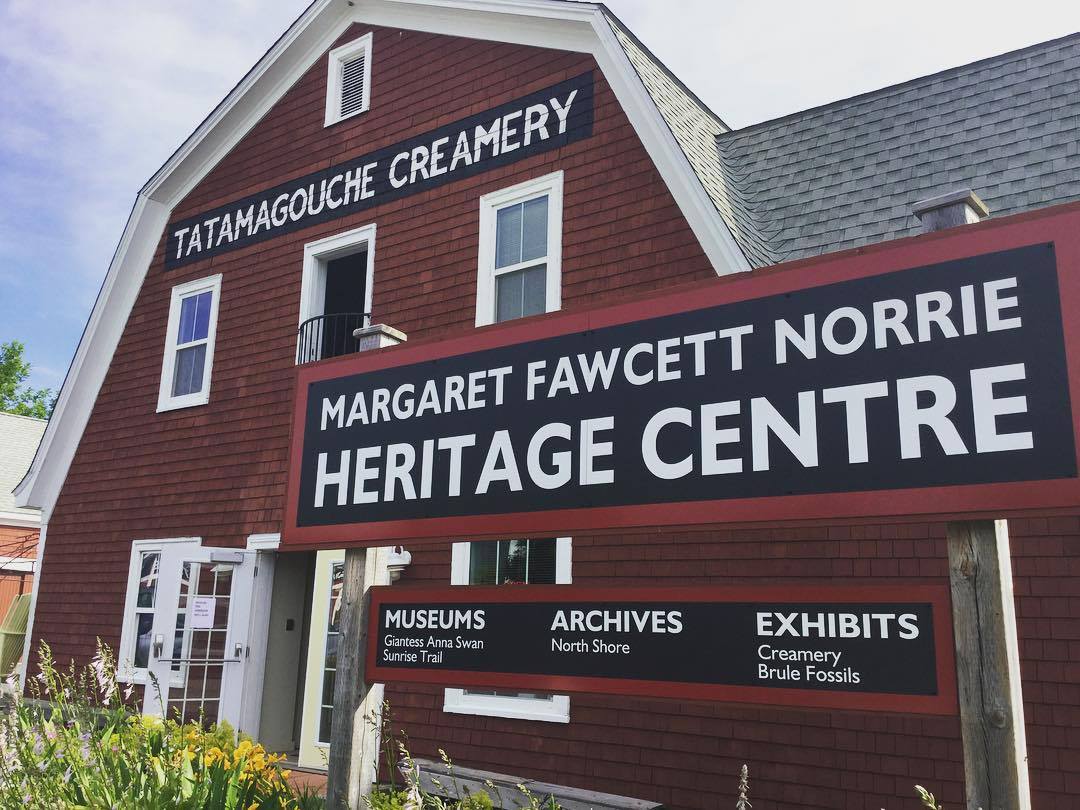 TATAMAGOUCHE CREAMERY
MARGARET FAWCETT NORRIE
HERITAGE CENTRE
MUSEUMS
Giantess Anna Swan
Sunrise Trail
ARCHIVES
North Shore
EXHIBITS
Creamery
Brule Fossils